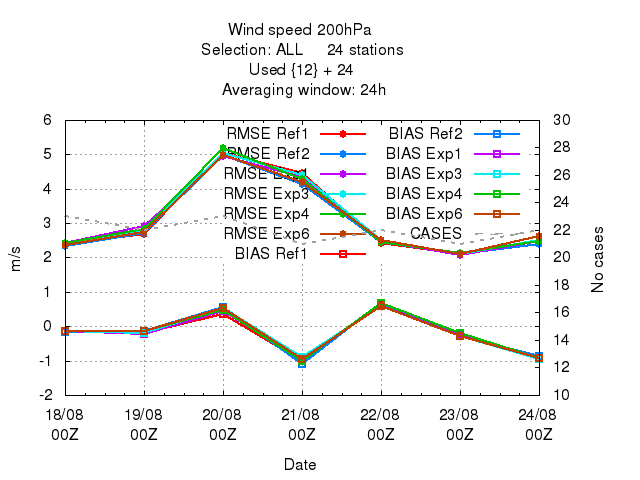 Wind speed 200hPa
Selection: ALL 24 stations
Used {12} + 24
Averaging window: 24h
6 30
RMSE Ref1 BIAS Ref2
28
5 RMSE Ref2 BIAS Exp1
26
RMSE Exp1 BIAS Exp3
4 RMSE Exp3 BIAS Exp4
24
3 RMSE Exp4 BIAS Exp6
22
RMSE Exp6 CASES
2 BIAS Ref1 20
m/s
No cases
1 18
0 16
14
-1
12
-2 10
18/08 19/08 20/08 21/08 22/08 23/08 24/08
00Z 00Z 00Z 00Z 00Z 00Z 00Z
Date